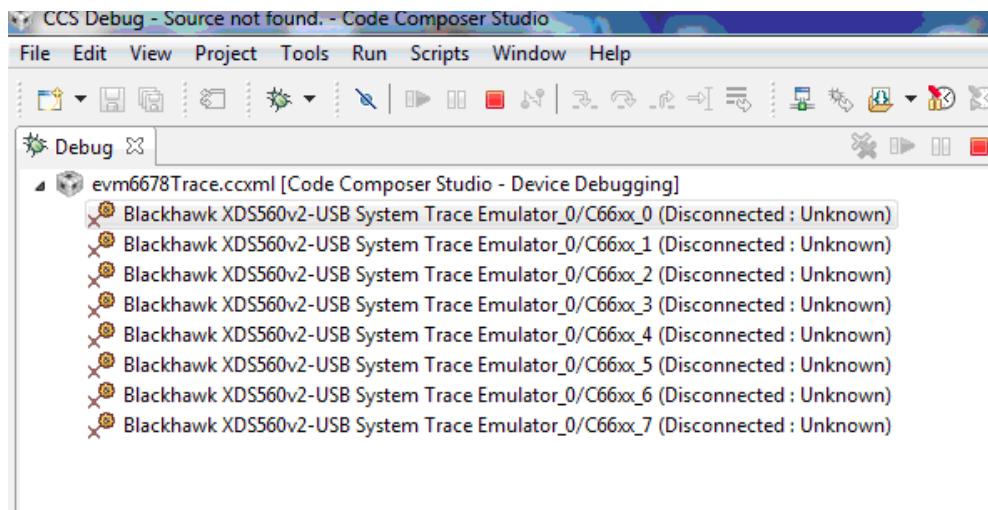 CCS Debug - Source not found. - Code Composer Studio
File Edit View Project Tools Run Scripts Window Help
Debug
evm6678Trace.ccxml [Code Composer Studio - Device Debugging]
Blackhawk XDS560v2-USB System Trace Emulator_0/C66xx_0 (Disconnected : Unknown)
Blackhawk XDS560v2-USB System Trace Emulator_0/C66xx_1 (Disconnected : Unknown)
Blackhawk XDS560v2-USB System Trace Emulator_0/C66xx_2 (Disconnected : Unknown)
Blackhawk XDS560v2-USB System Trace Emulator_0/C66xx_3 (Disconnected : Unknown)
Blackhawk XDS560v2-USB System Trace Emulator_0/C66xx_4 (Disconnected : Unknown)
Blackhawk XDS560v2-USB System Trace Emulator_0/C66xx_5 (Disconnected : Unknown)
Blackhawk XDS560v2-USB System Trace Emulator_0/C66xx_6 (Disconnected : Unknown)
Blackhawk XDS560v2-USB System Trace Emulator_0/C66xx_7 (Disconnected : Unknown)